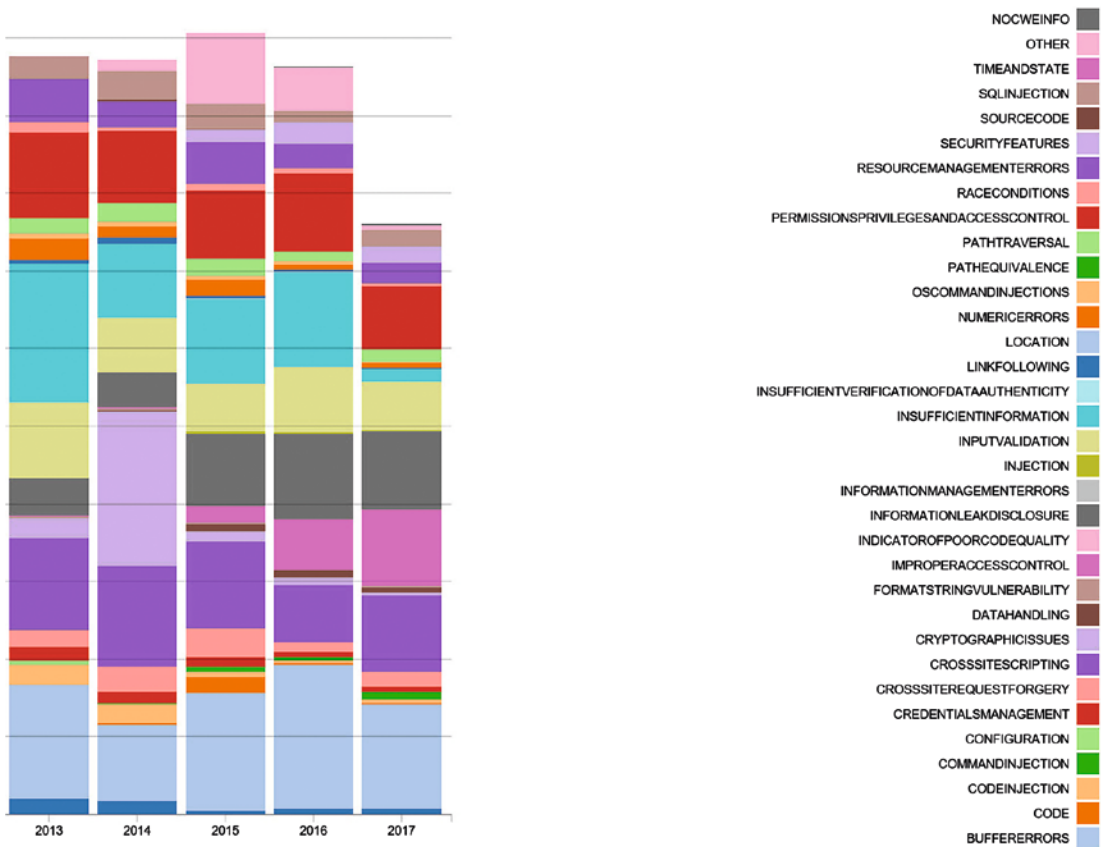 NOCWEINFO
OTHER
TIMEANDSTATE
SQLINJECTION
SOURCECODE
SECURITYFEATURES
RESOURCEMANAGEMENTERRORS
RACECONDITIONS
PERMISSIONSPRIVILEGESANDACCESSCONTROL
PATHTRAVERSAL
PATHEQUIVALENCE
OSCOMMANDINJECTIONS
NUMERICERRORS
LOCATION
LINKFOLLOWING
INSUFFICIENTVERIFICATIONOFDATAAUTHENTICITY
INSUFFICIENTINFORMATION
INPUTVALIDATION
INJECTION
INFORMATIONMANAGEMENTERRORS
INFORMATIONLEAKDISCLOSURE
INDICATOROFPOORCODEQUALITY
IMPROPERACCESSCONTROL
FORMATSTRINGVULNERABILITY
DATAHANDLING
CRYPTOGRAPHICISSUES
CROSSSITESCRIPTING
CROSSSITEREQUESTFORGERY
CREDENTIALSMANAGEMENT
CONFIGURATION
COMMANDINJECTION
CODEINJECTION
CODE
BUFFERERRORS
2013 2014 2015 2016 2017